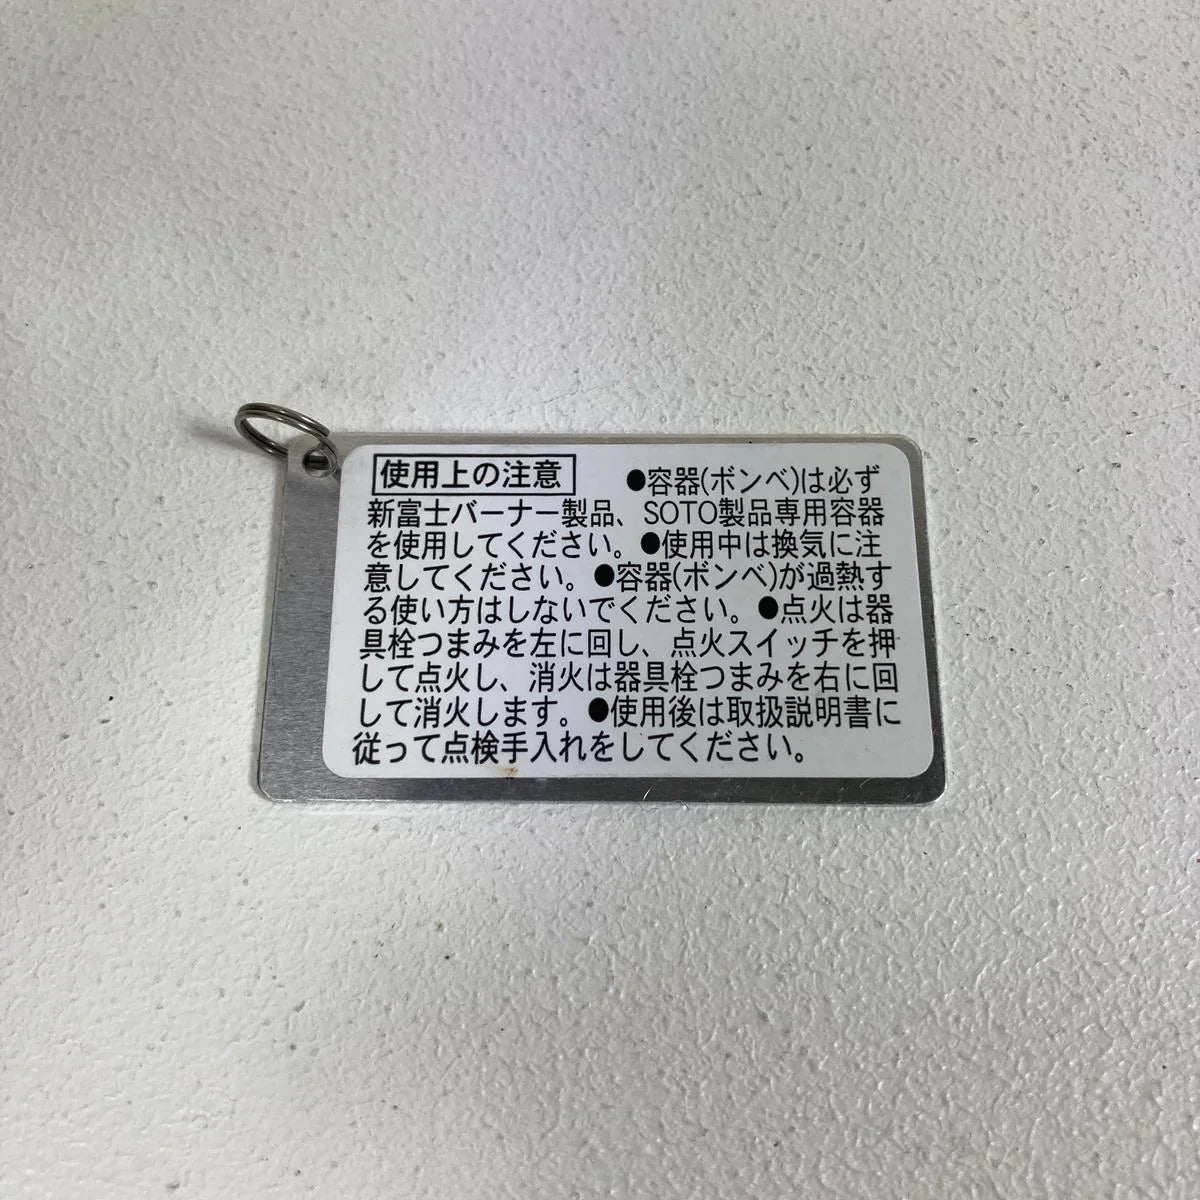 使用上の注意 ●容器(ボンベ)は必ず
新富士バーナー製品、SOTO製品専用容器
を使用してください。●使用中は換気に注
意してください。●容器(ボンベ)が過熱す
る使い方はしないでください。●点火は器
具栓つまみを左に回し、点火スイッチを押
して点火し、消火は器具栓つまみを右に回
して消火します。●使用後は取扱説明書に
従って点検手入れをしてください。